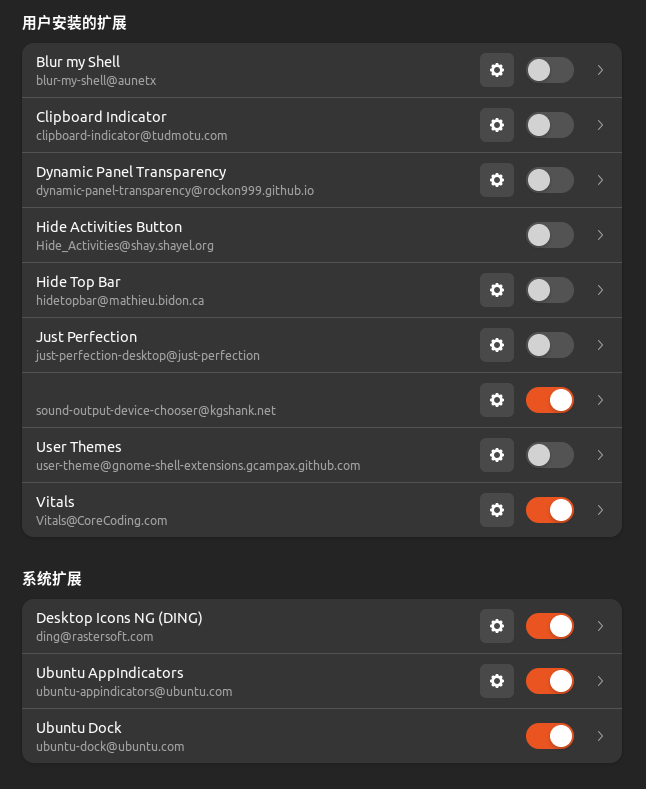 用户安装的扩展
Blur my Shell
blur-my-shell@aunetx
Clipboard Indicator
clipboard-indicator@tudmotu.com
Dynamic Panel Transparency
dynamic-panel-transparency@rockon999.github.io
Hide Activities Button
Hide_Activities@shay.shayel.org
Hide Top Bar
hidetopbar@mathieu.bidon.ca
Just Perfection
just-perfection-desktop@just-perfection
sound-output-device-chooser@kgshank.net
User Themes
user-theme@gnome-shell-extensions.gcampax.github.com
Vitals
Vitals@CoreCoding.com
系统扩展
Desktop Icons NG (DING)
ding@rastersoft.com
Ubuntu AppIndicators
ubuntu-appindicators@ubuntu.com
Ubuntu Dock
ubuntu-dock@ubuntu.com